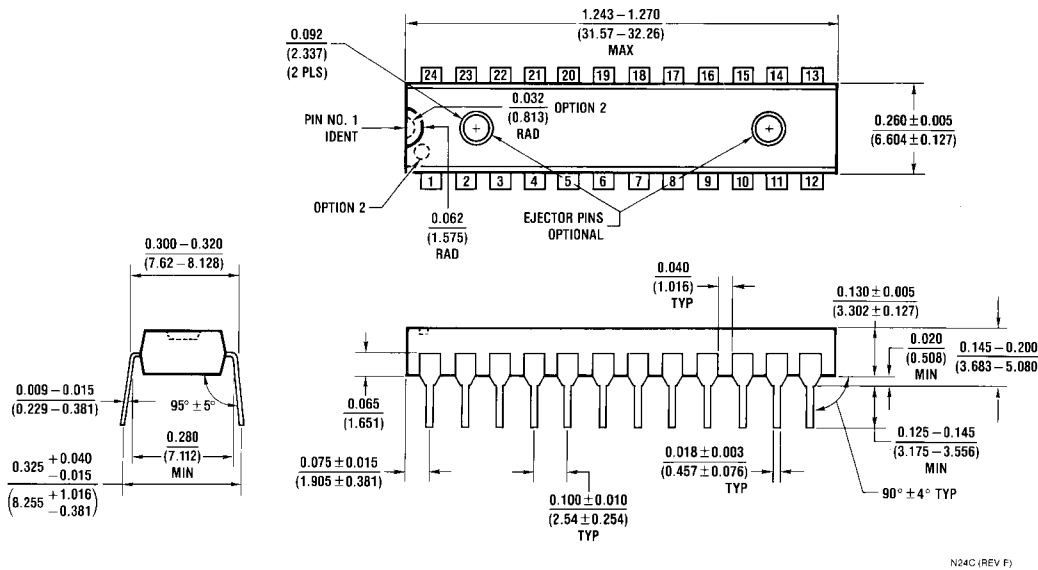 1.243 – 1.270
(31.57 – 32.26)
MAX
0.092
(2.337)
(2 PLS)
24 23 22 21 20 19 18 17 16 15 14 13
0.032
(0.813)
RAD
OPTION 2
PIN NO. 1
IDENT
0.260 ± 0.005
(6.604 ± 0.127)
1 2 3 4 5 6 7 8 9 10 11 12
OPTION 2
0.062
(1.575)
RAD
EJECTOR PINS
OPTIONAL
0.300 – 0.320
(7.62 – 8.128)
0.009 – 0.015
(0.229 – 0.381)
95° ± 5°
0.280
(7.112)
MIN
0.325 + 0.040
– 0.015
(8.255 + 1.016
– 0.381)
0.040
(1.016)
TYP
0.130 ± 0.005
(3.302 ± 0.127)
0.020
(0.508)
MIN
0.145 – 0.200
(3.683 – 5.080
0.065
(1.651)
0.125 – 0.145
(3.175 – 3.556)
MIN
0.075 ± 0.015
(1.905 ± 0.381)
0.100 ± 0.010
(2.54 ± 0.254)
TYP
0.018 ± 0.003
(0.457 ± 0.076)
TYP
90° ± 4° TYP
N24C (REV F)